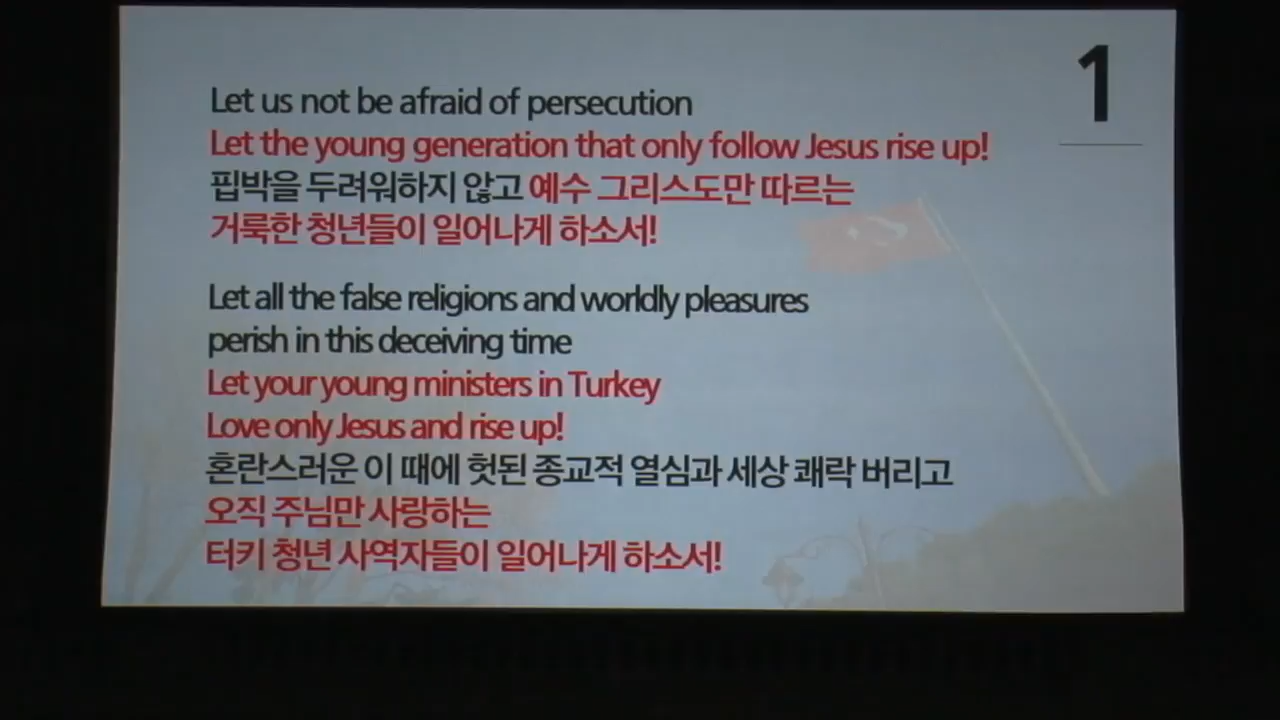 1
Let us not be afraid of persecution
Let the young generation that only follow Jesus rise up!
핍박을 두려워하지 않고 예수 그리스도만 따르는
거룩한 청년들이 일어나게 하소서!
Let all the false religions and worldly pleasures
perish in this deceiving time
Let your young ministers in Turkey
Love only Jesus and rise up!
혼란스러운 이 때에 헛된 종교적 열심과 세상 쾌락 버리고
오직 주님만 사랑하는
터키 청년 사역자들이 일어나게 하소서!